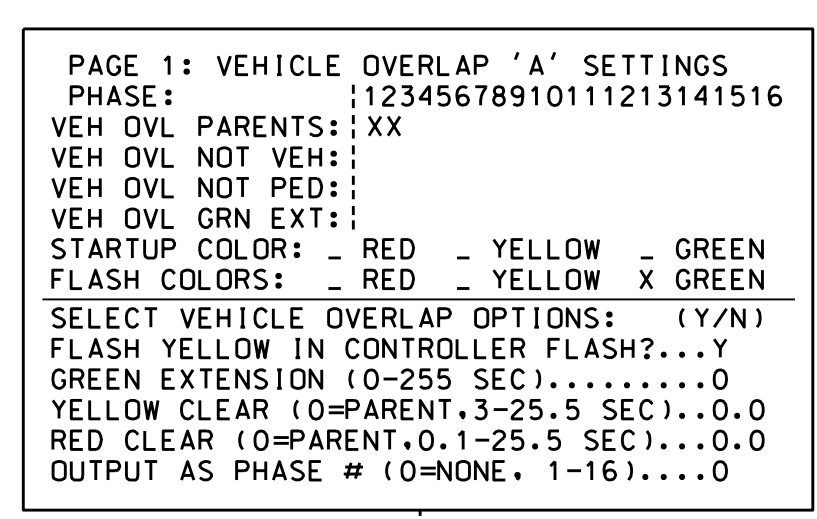 PAGE 1: VEHICLE OVERLAP 'A' SETTINGS
PHASE: ¦12345678910111213141516
VEH OVL PARENTS:¦XX
VEH OVL NOT VEH:¦
VEH OVL NOT PED:¦
VEH OVL GRN EXT:¦
STARTUP COLOR: _ RED _ YELLOW _ GREEN
FLASH COLORS: _ RED _ YELLOW X GREEN
SELECT VEHICLE OVERLAP OPTIONS: (Y/N)
FLASH YELLOW IN CONTROLLER FLASH?...Y
GREEN EXTENSION (0-255 SEC).........0
YELLOW CLEAR (0=PARENT,3-25.5 SEC)..0.0
RED CLEAR (0=PARENT,0.1-25.5 SEC)...0.0
OUTPUT AS PHASE # (0=NONE, 1-16)....0